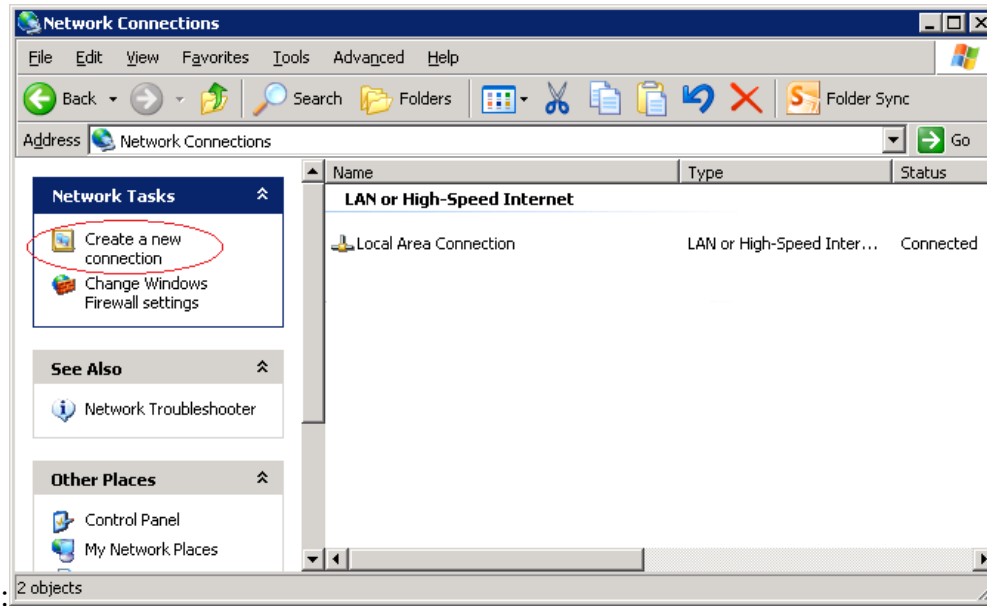 Network Connections
File Edit View Favorites Tools Advanced Help
Back Search Folders Folder Sync
Address Network Connections Go
Name Type Status
Network Tasks
LAN or High-Speed Internet
Create a new
connection
Local Area Connection LAN or High-Speed Inter... Connected
Change Windows
Firewall settings
See Also
Network Troubleshooter
Other Places
Control Panel
My Network Places
: 2 objects